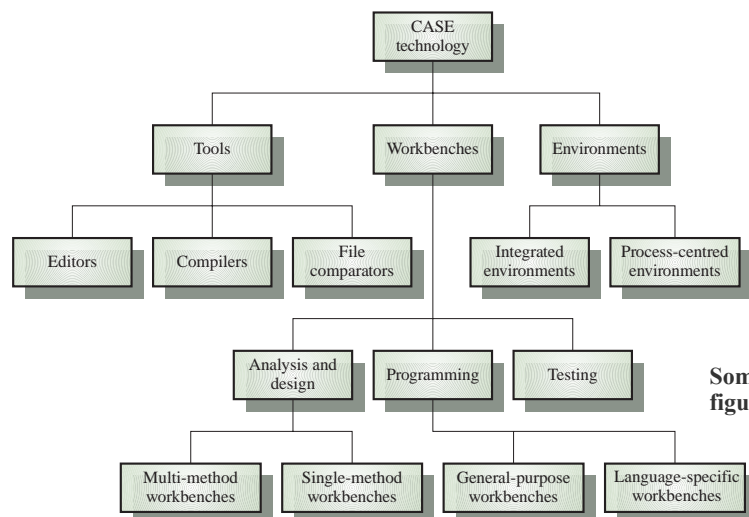 CASE
technology
Tools
Workbenches
Environments
Editors
Compilers
File
comparators
Integrated
environments
Process-centred
environments
Analysis and
design
Programming
Testing
Multi-method
workbenches
Single-method
workbenches
General-purpose
workbenches
Language-specific
workbenches